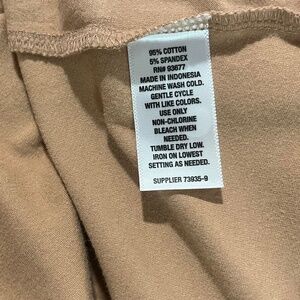 95% COTTON
5% SPANDEX
RN# 93677
MADE IN INDONESIA
MACHINE WASH COLD.
GENTLE CYCLE
WITH LIKE COLORS.
USE ONLY
NON-CHLORINE
BLEACH WHEN
NEEDED.
TUMBLE DRY LOW.
IRON ON LOWEST
SETTING AS NEEDED.
SUPPLIER 73935-9